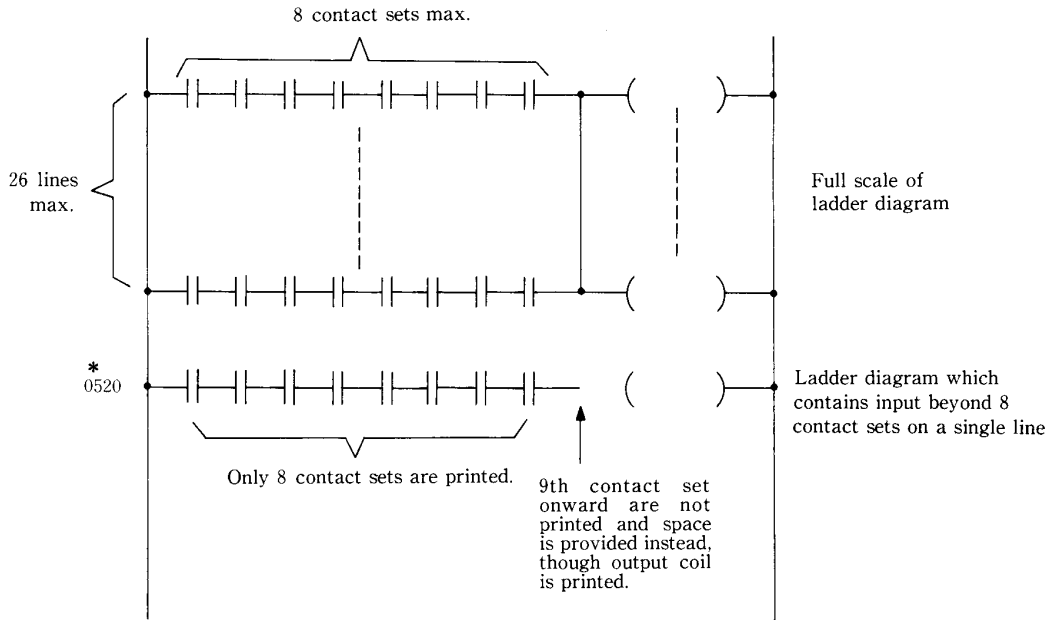 8 contact sets max.
26 lines
max.
Full scale of
ladder diagram
*
0520
Ladder diagram which
contains input beyond 8
contact sets on a single line
Only 8 contact sets are printed.
9th contact set
onward are not
printed and space
is provided instead,
though output coil
is printed.